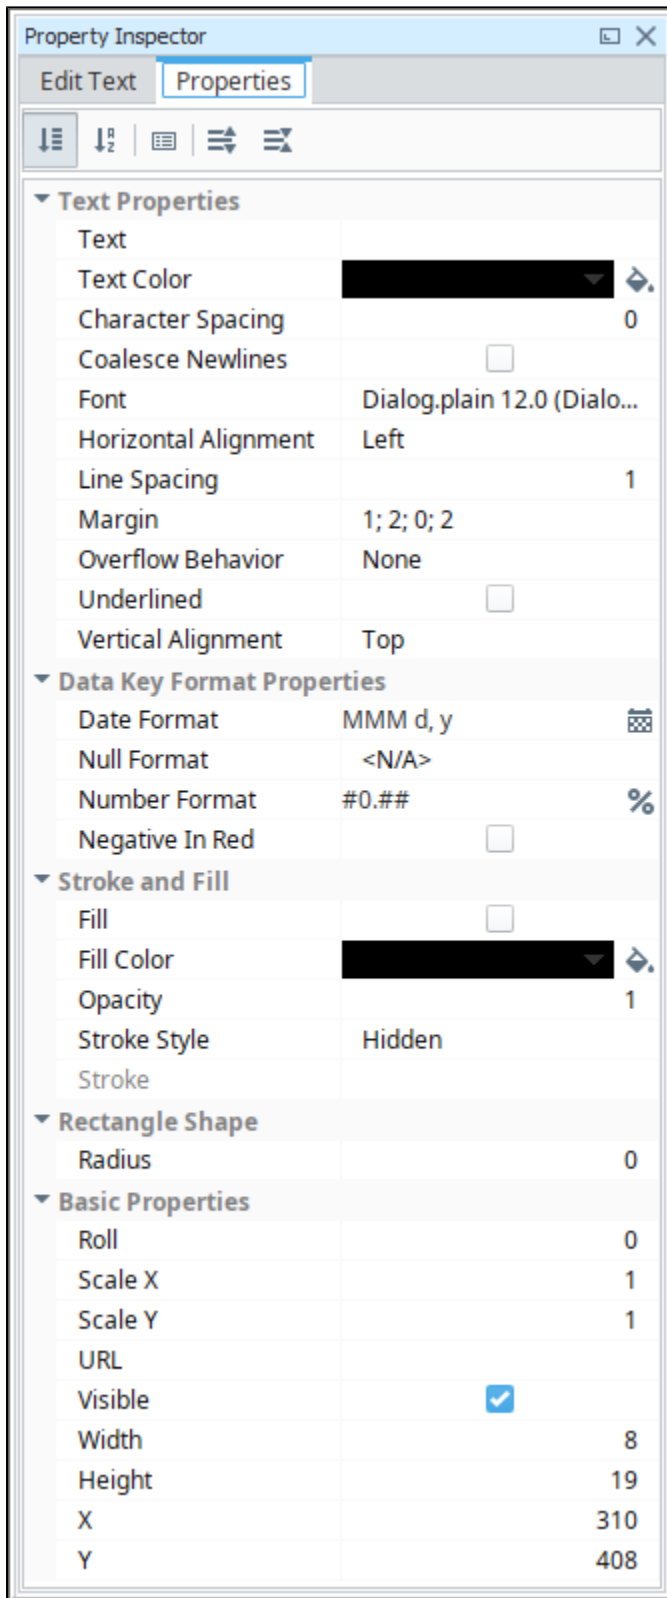 Property Inspector
Edit Text Properties
Text Properties
Text
Text Color
Character Spacing 0
Coalesce Newlines
Font Dialog.plain 12.0 (Dialo...
Horizontal Alignment Left
Line Spacing 1
Margin 1; 2; 0; 2
Overflow Behavior None
Underlined
Vertical Alignment Top
Data Key Format Properties
Date Format MMM d, y
Null Format <N/A>
Number Format #0.## %
Negative In Red
Stroke and Fill
Fill
Fill Color
Opacity 1
Stroke Style Hidden
Stroke
Rectangle Shape
Radius 0
Basic Properties
Roll 0
Scale X 1
Scale Y 1
URL
Visible
Width 8
Height 19
X 310
Y 408